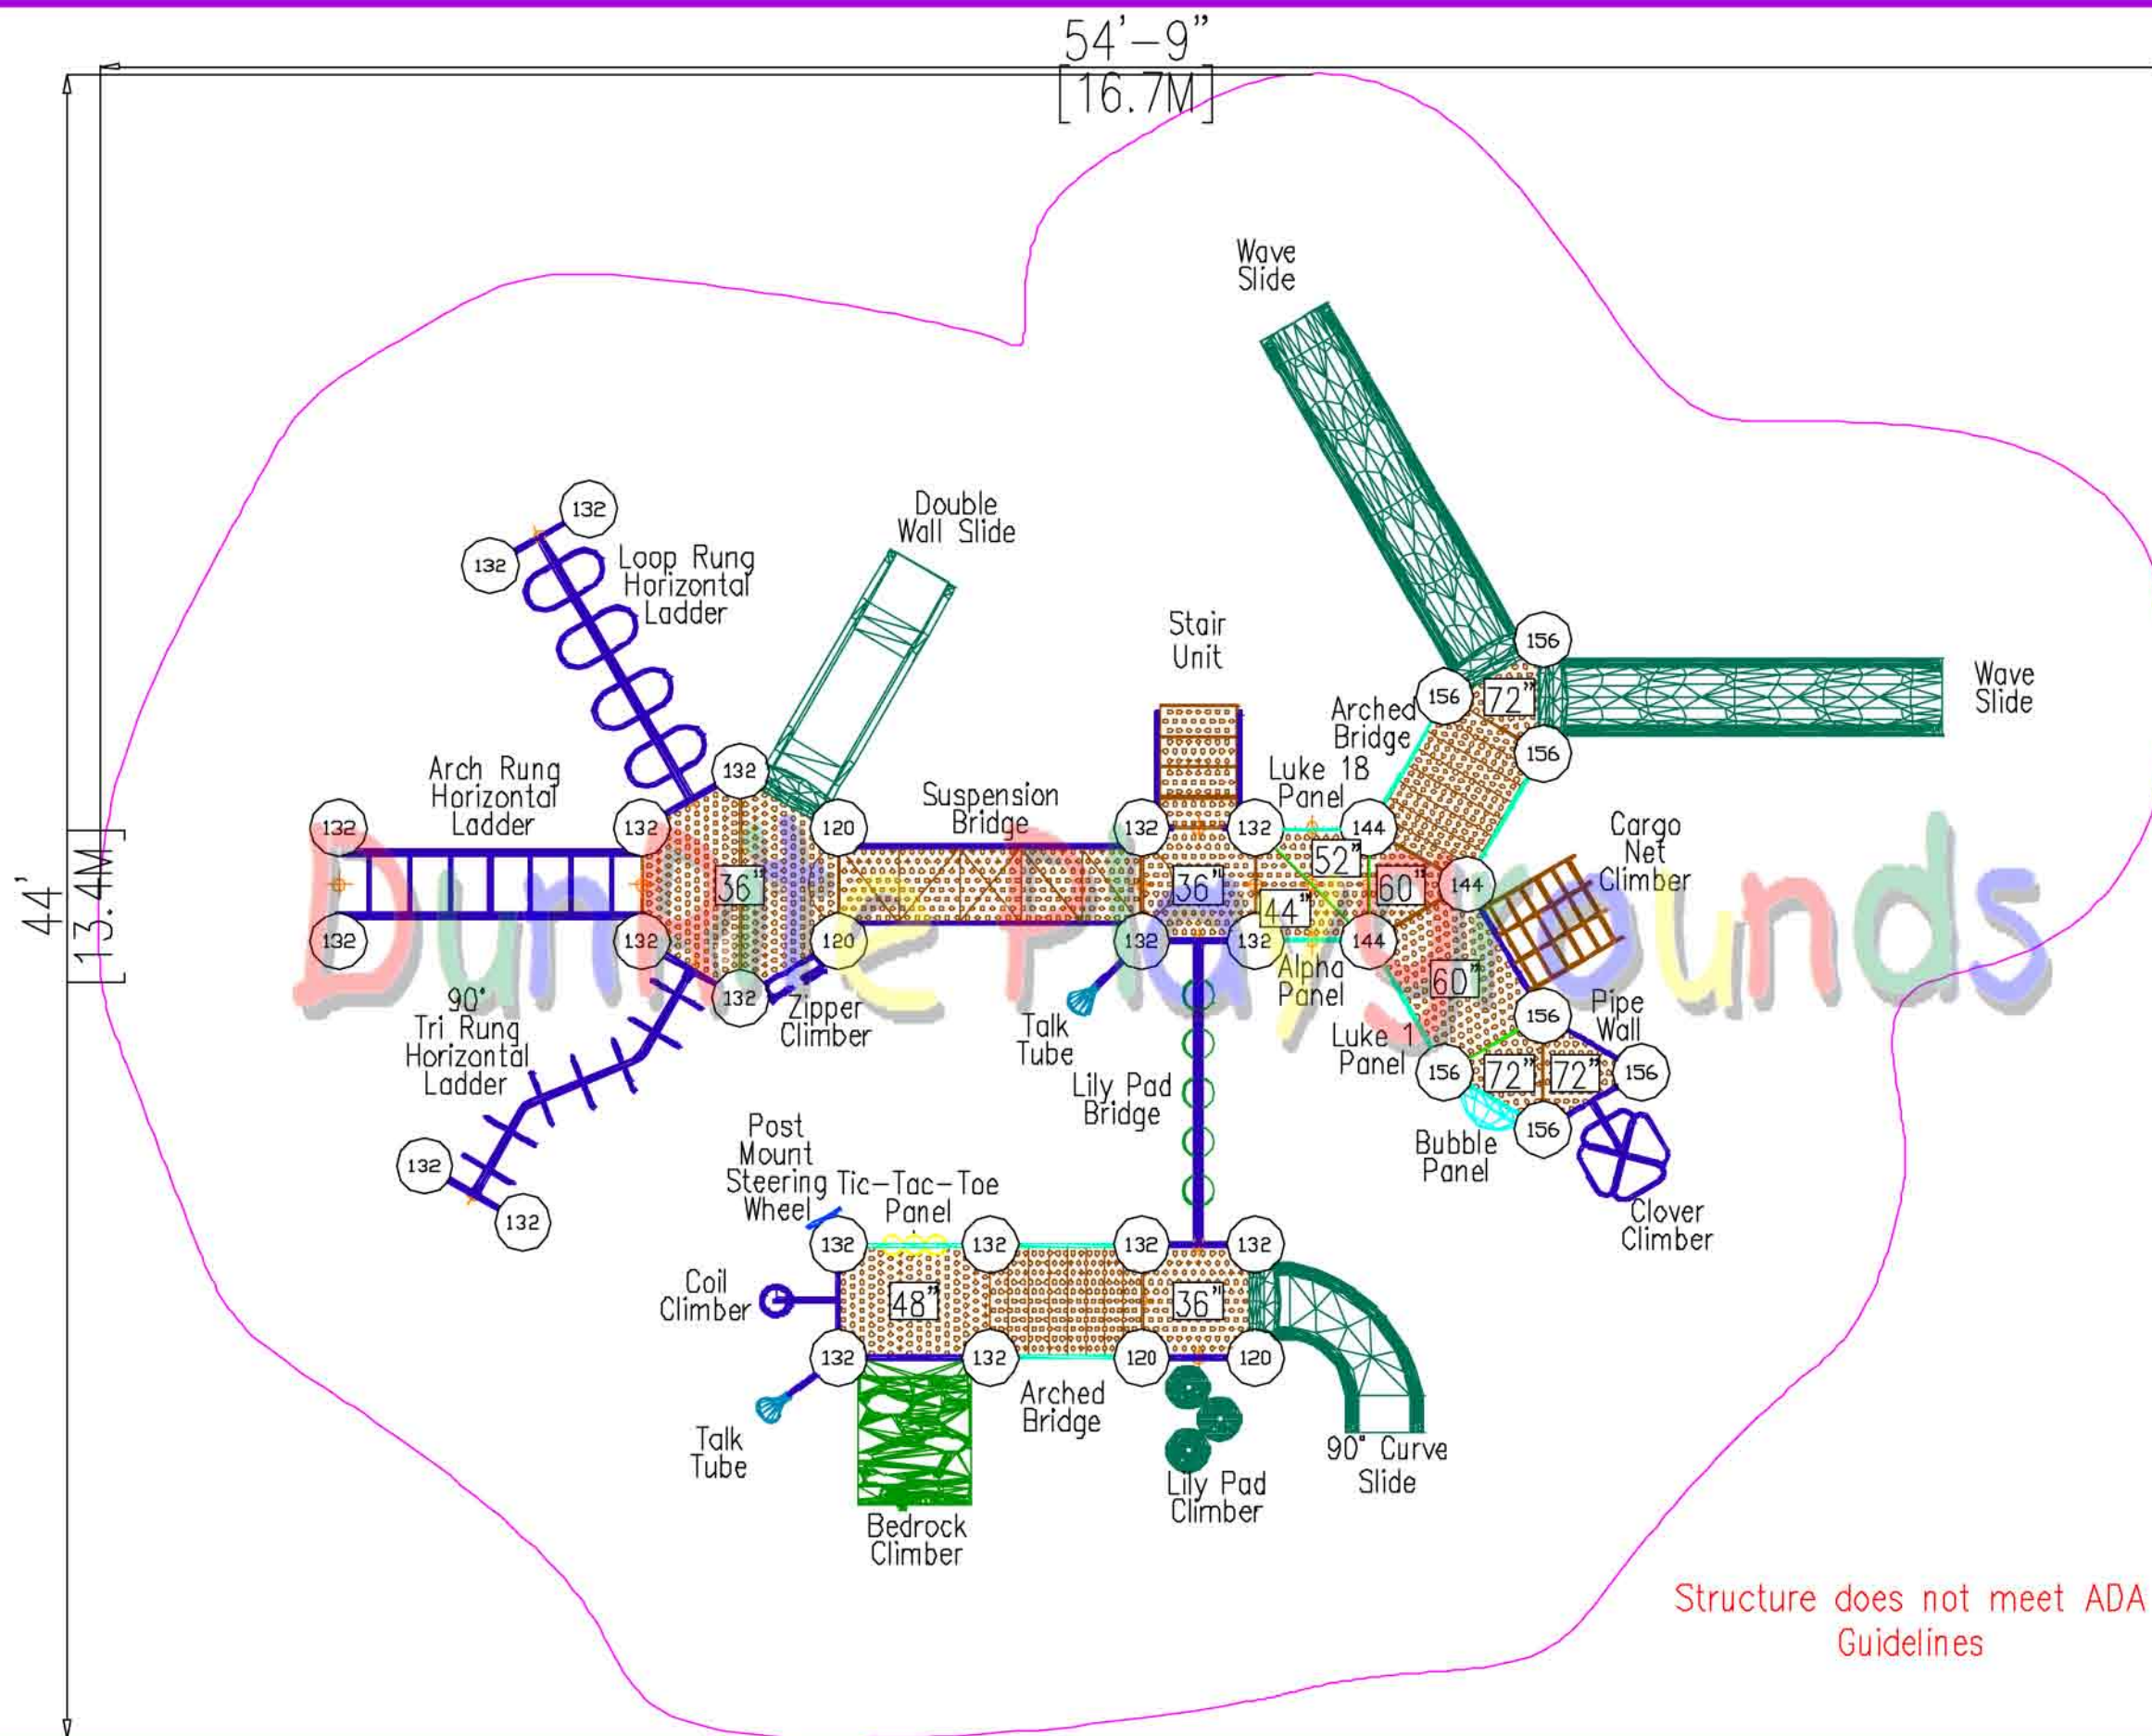 54'-9"
[16.7M]
44'
[13.4M]
Wave
Slide
Double
Wall Slide
132
132
Loop Rung
Horizontal
Ladder
Stair
Unit
156
Wave
Slide
156
72"
156
Arched
Bridge
Arch Rung
Horizontal
Ladder
132
Suspension
Bridge
Luke 18
Panel
132
132
120
132
132
144
Cargo
Net
Climber
36"
36"
52"
60"
144
44"
Dunrite Playgrounds
132
132
120
132
132
144
Alpha
Panel
60"
132
Zipper
Climber
90°
Tri Rung
Horizontal
Ladder
Talk
Tube
Luke 1
Panel
156
Pipe
Wall
156
72"
72"
156
Lily Pad
Bridge
156
Bubble
Panel
132
132
Clover
Climber
Post
Mount
Steering
Wheel
Tic-Tac-Toe
Panel
132
132
132
132
Coil
Climber
48"
36"
132
132
120
120
Arched
Bridge
Talk
Tube
90° Curve
Slide
Lily Pad
Climber
Bedrock
Climber
Structure does not meet ADA
Guidelines